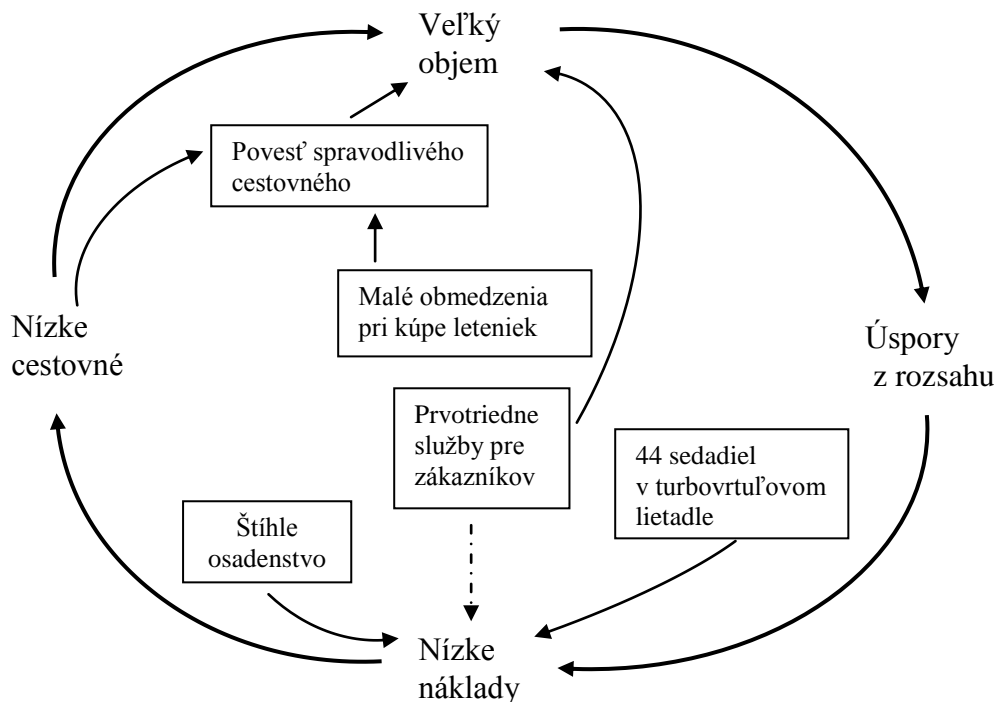 Veľký
objem
Povesť spravodlivého
cestovného
Malé obmedzenia
pri kúpe leteniek
Nízke
cestovné
Úspory
z rozsahu
Prvotriedne
služby pre
zákazníkov
44 sedadiel
v turbovrtuľovom
lietadle
Štíhle
osadenstvo
Nízke
náklady